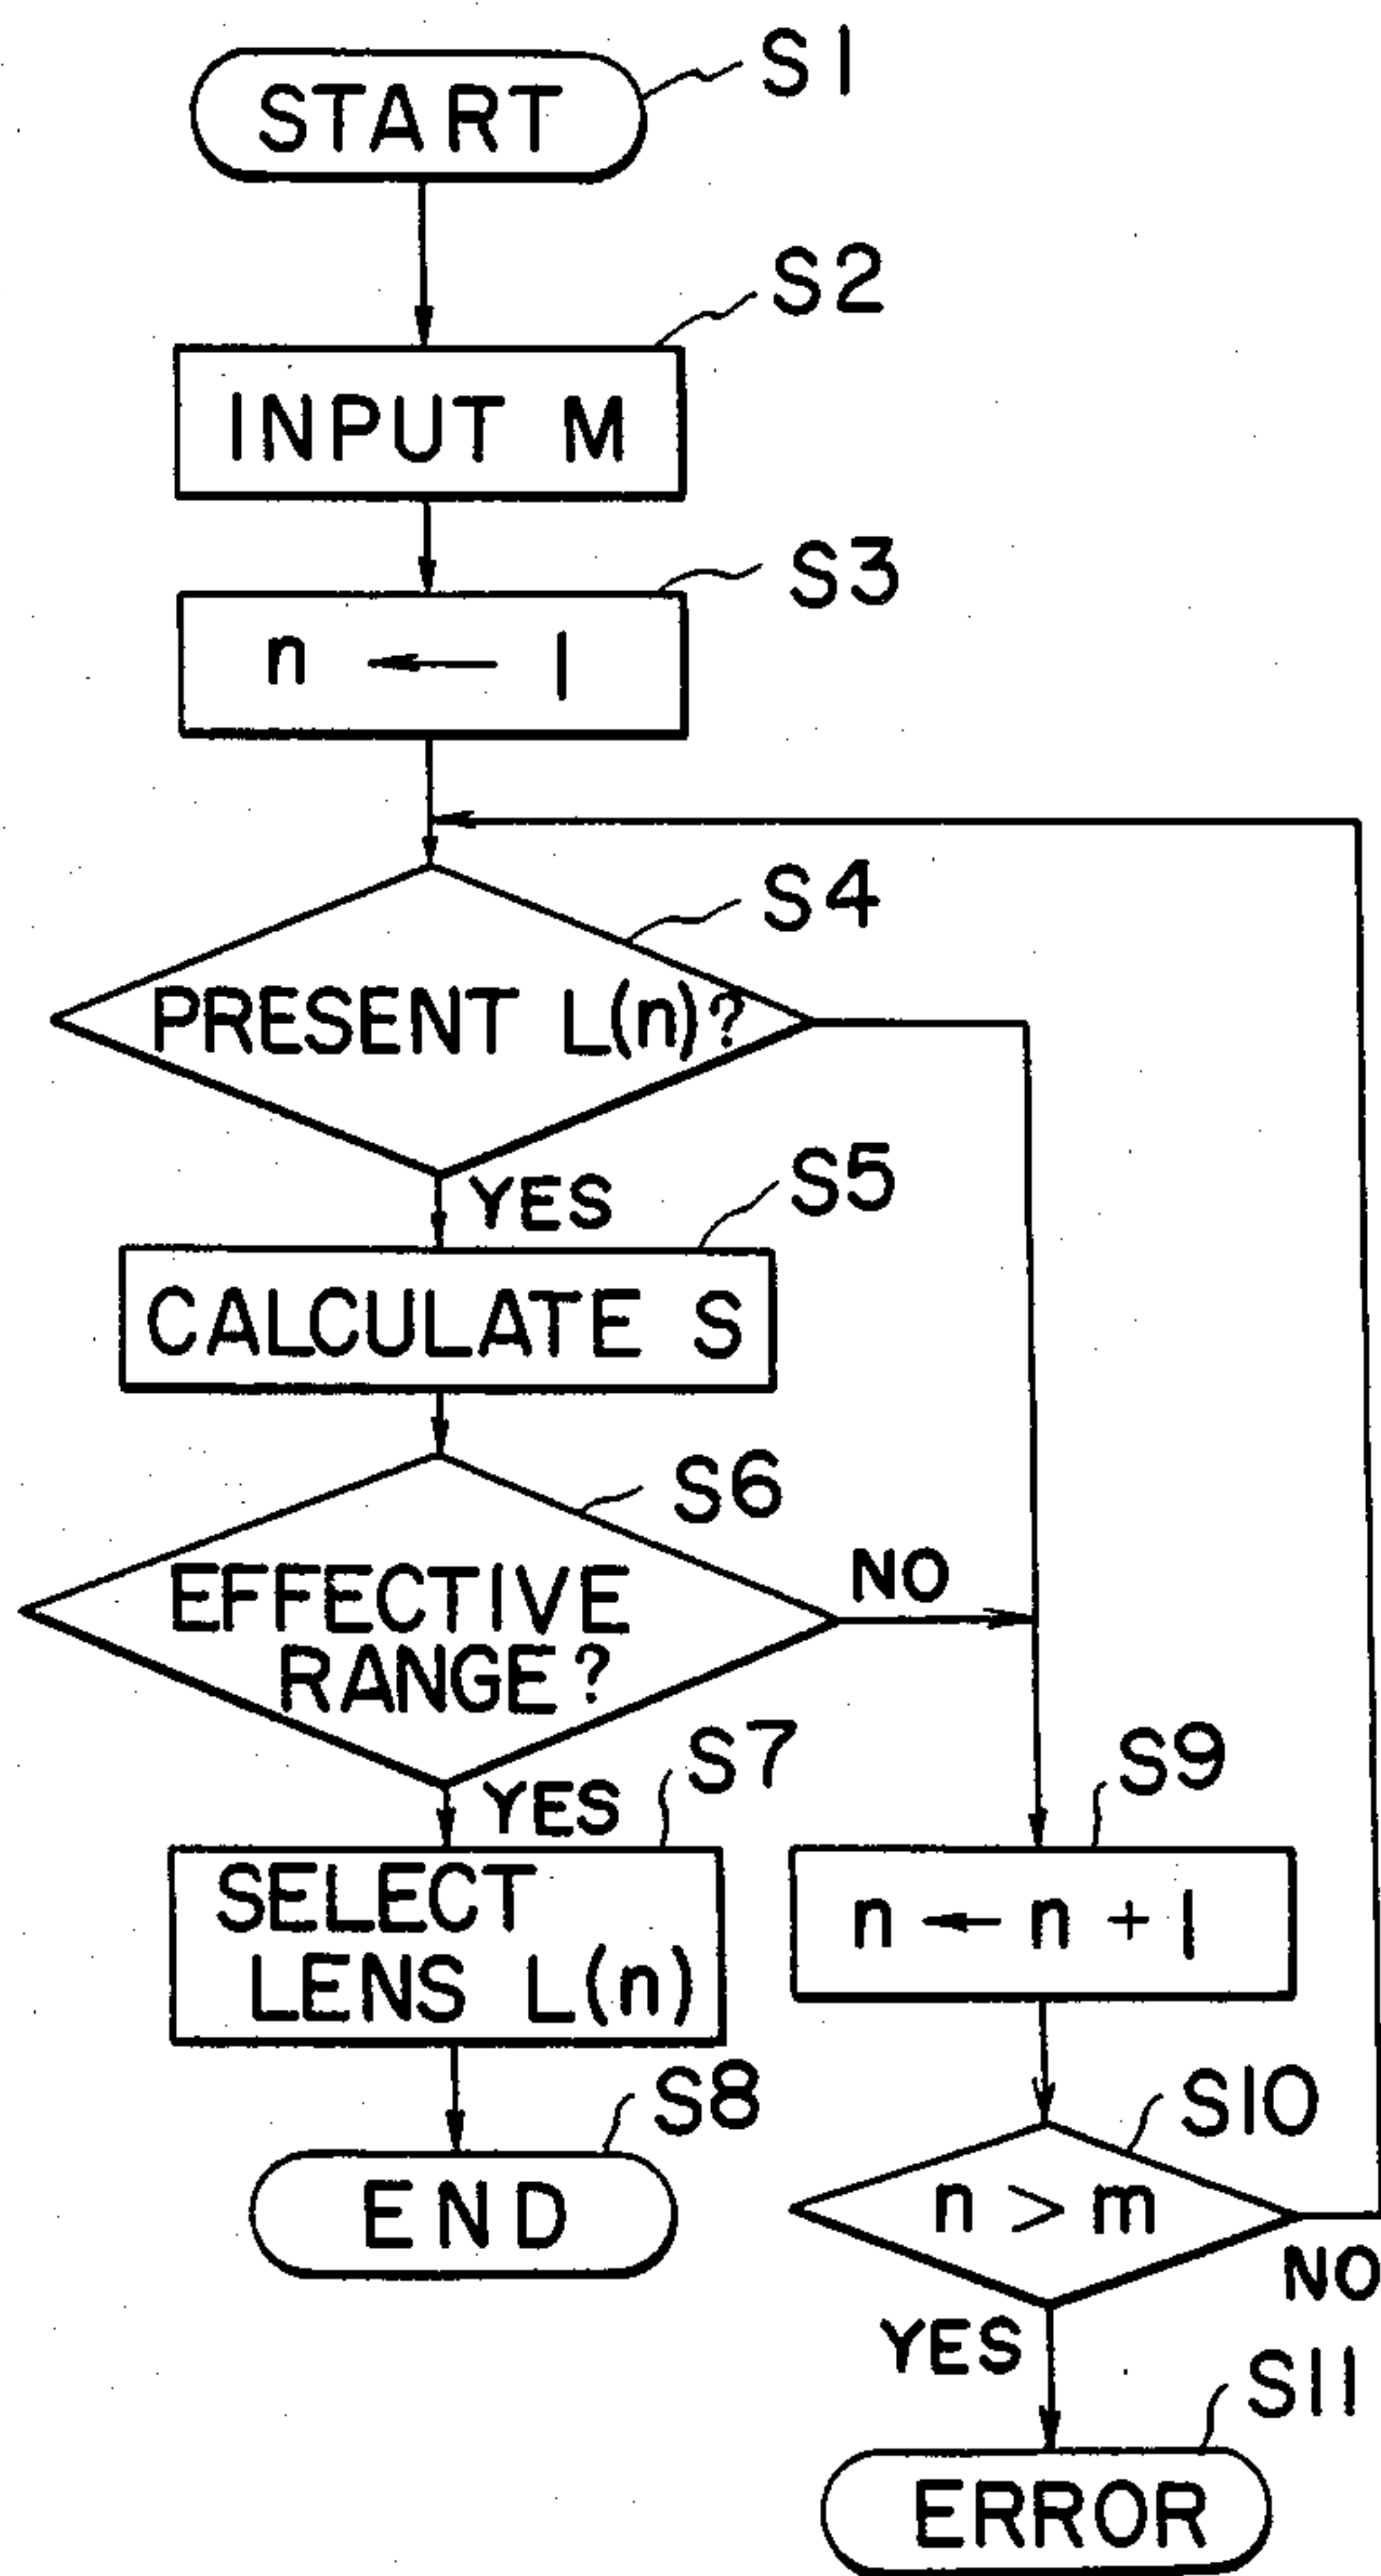 START
S1
S2
INPUT M
S3
n ← 1
S4
PRESENT L(n)?
YES
S5
CALCULATE S
S6
EFFECTIVE
RANGE?
NO
YES
S7
SELECT
LENS L(n)
S8
END
S9
n ← n + 1
S10
n > m
NO
YES
S11
ERROR